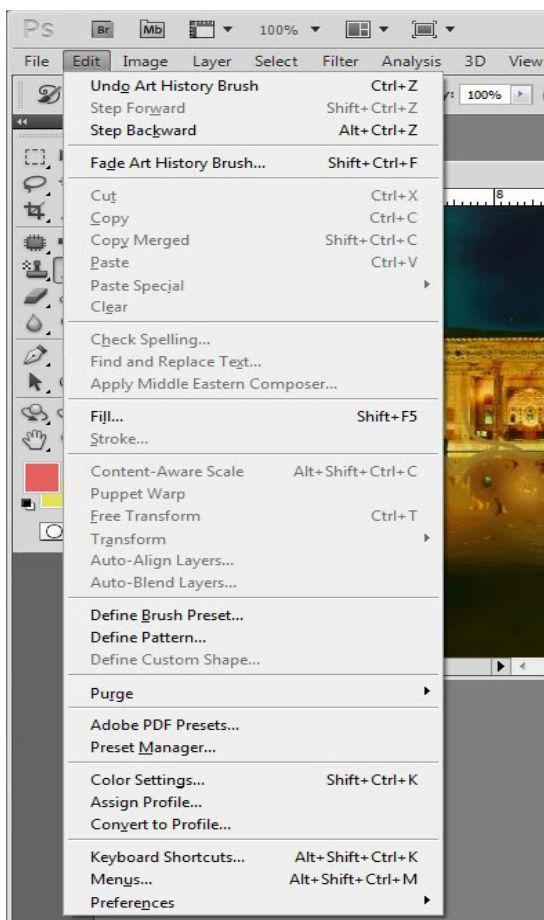 Ps Br Mb 100%
File Edit Image Layer Select Filter Analysis 3D View
Undo Art History Brush Ctrl+Z
100%
Step Forward Shift+Ctrl+Z
Step Backward Alt+Ctrl+Z
Fade Art History Brush... Shift+Ctrl+F
Cut Ctrl+X
8
Copy Ctrl+C
Copy Merged Shift+Ctrl+C
Paste Ctrl+V
Paste Special
Clear
Check Spelling...
Find and Replace Text...
Apply Middle Eastern Composer...
Fill... Shift+F5
Stroke...
Content-Aware Scale Alt+Shift+Ctrl+C
Puppet Warp
Free Transform Ctrl+T
Transform
Auto-Align Layers...
Auto-Blend Layers...
Define Brush Preset...
Define Pattern...
Define Custom Shape...
Purge
Adobe PDF Presets...
Preset Manager...
Color Settings... Shift+Ctrl+K
Assign Profile...
Convert to Profile...
Keyboard Shortcuts... Alt+Shift+Ctrl+K
Menus... Alt+Shift+Ctrl+M
Preferences